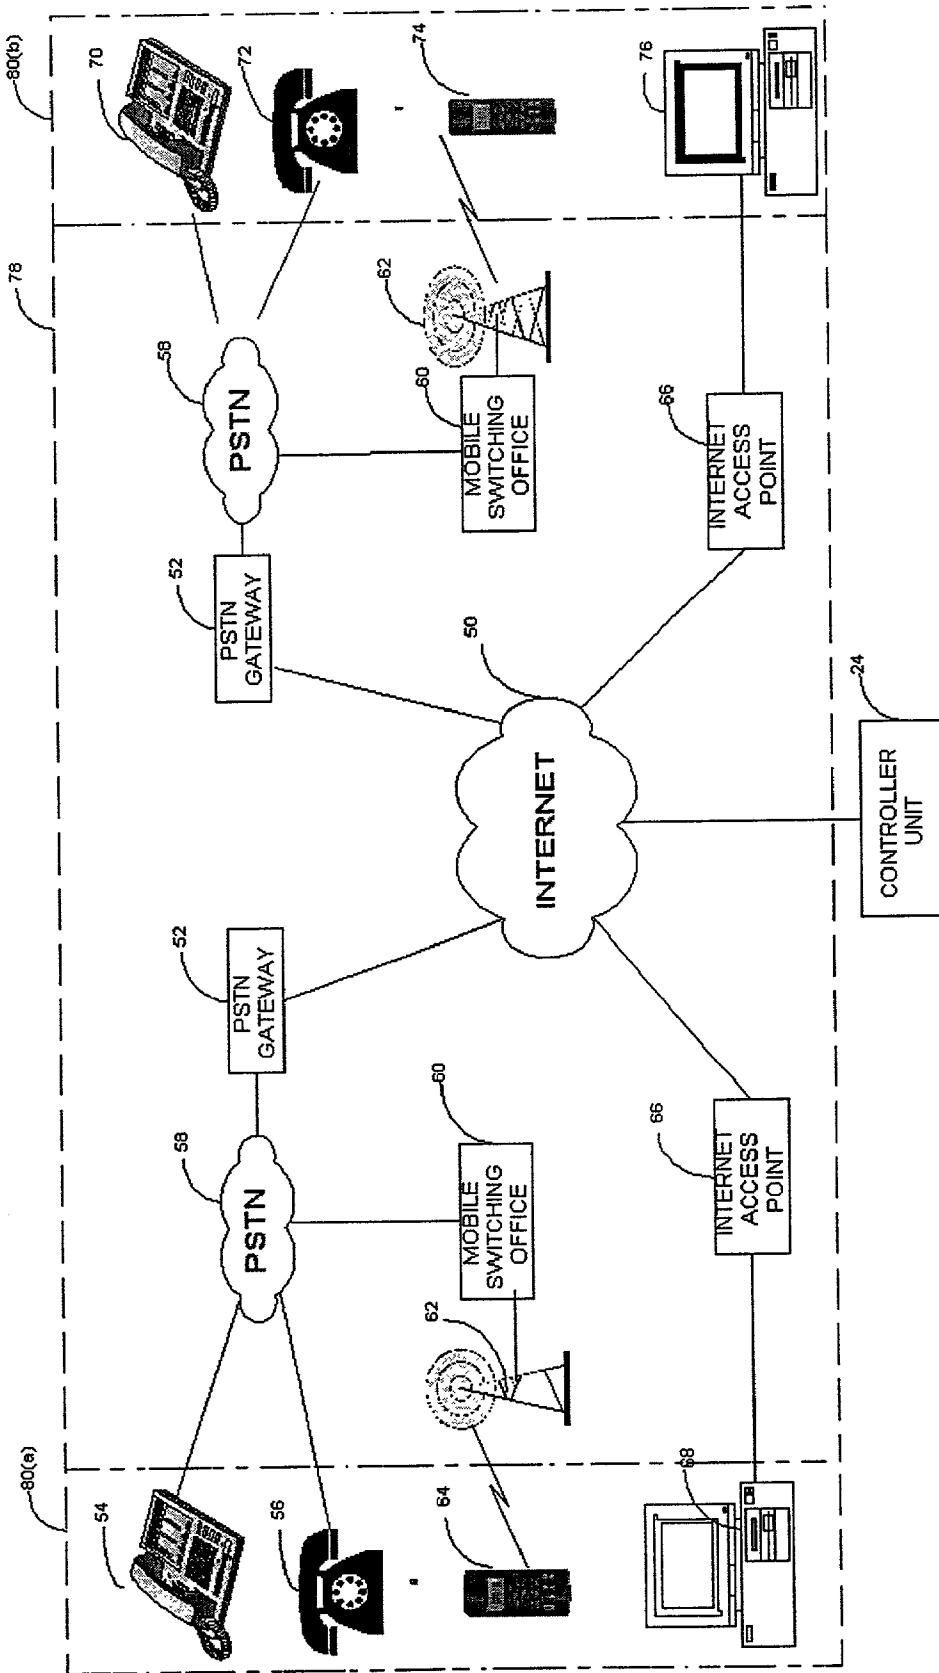 80(a)
78
80(b)
54
58
52
52
58
70
PSTN
PSTN
GATEWAY
PSTN
GATEWAY
PSTN
56
72
60
50
60
62
64
62
74
MOBILE
SWITCHING
OFFICE
INTERNET
MOBILE
SWITCHING
OFFICE
68
66
66
76
INTERNET
ACCESS
POINT
INTERNET
ACCESS
POINT
24
CONTROLLER
UNIT